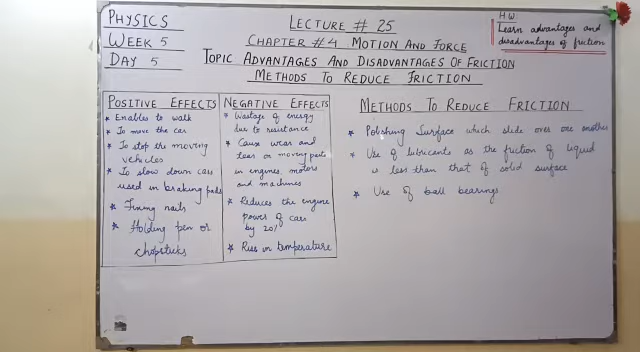 PHYSICS
WEEK 5
DAY 5
LECTURE # 25
CHAPTER #4 MOTION AND FORCE
TOPIC ADVANTAGES AND DISADVANTAGES OF FRICTION
METHODS TO REDUCE FRICTION
H.W
Learn advantages and
disadvantages of friction
POSITIVE EFFECTS
* Enables to walk
* To move the car
* To stop the moving
vehicles
* To slow down cars
used in braking pads
* Fixing nails
* Holding pen or
chopsticks
NEGATIVE EFFECTS
* Wastage of energy
due to resistance
* Cause wear and
tear on moving parts
in engines, motors
and machines
* Reduces the engine
power of cars
by 20%
* Rise in temperature
METHODS TO REDUCE FRICTION
* Polishing Surface which slide over one another
* Use of lubricants as the friction of liquid
is less than that of solid surface
* Use of ball bearings